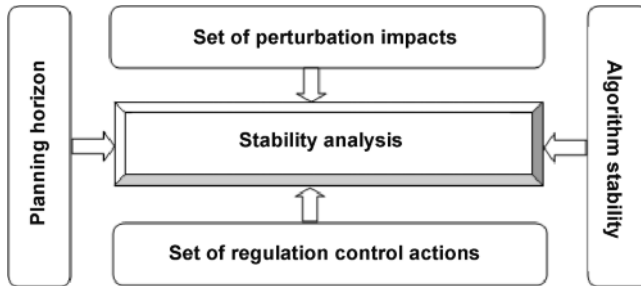 Set of perturbation impacts
Planning horizon
Stability analysis
Algorithm stability
Set of regulation control actions